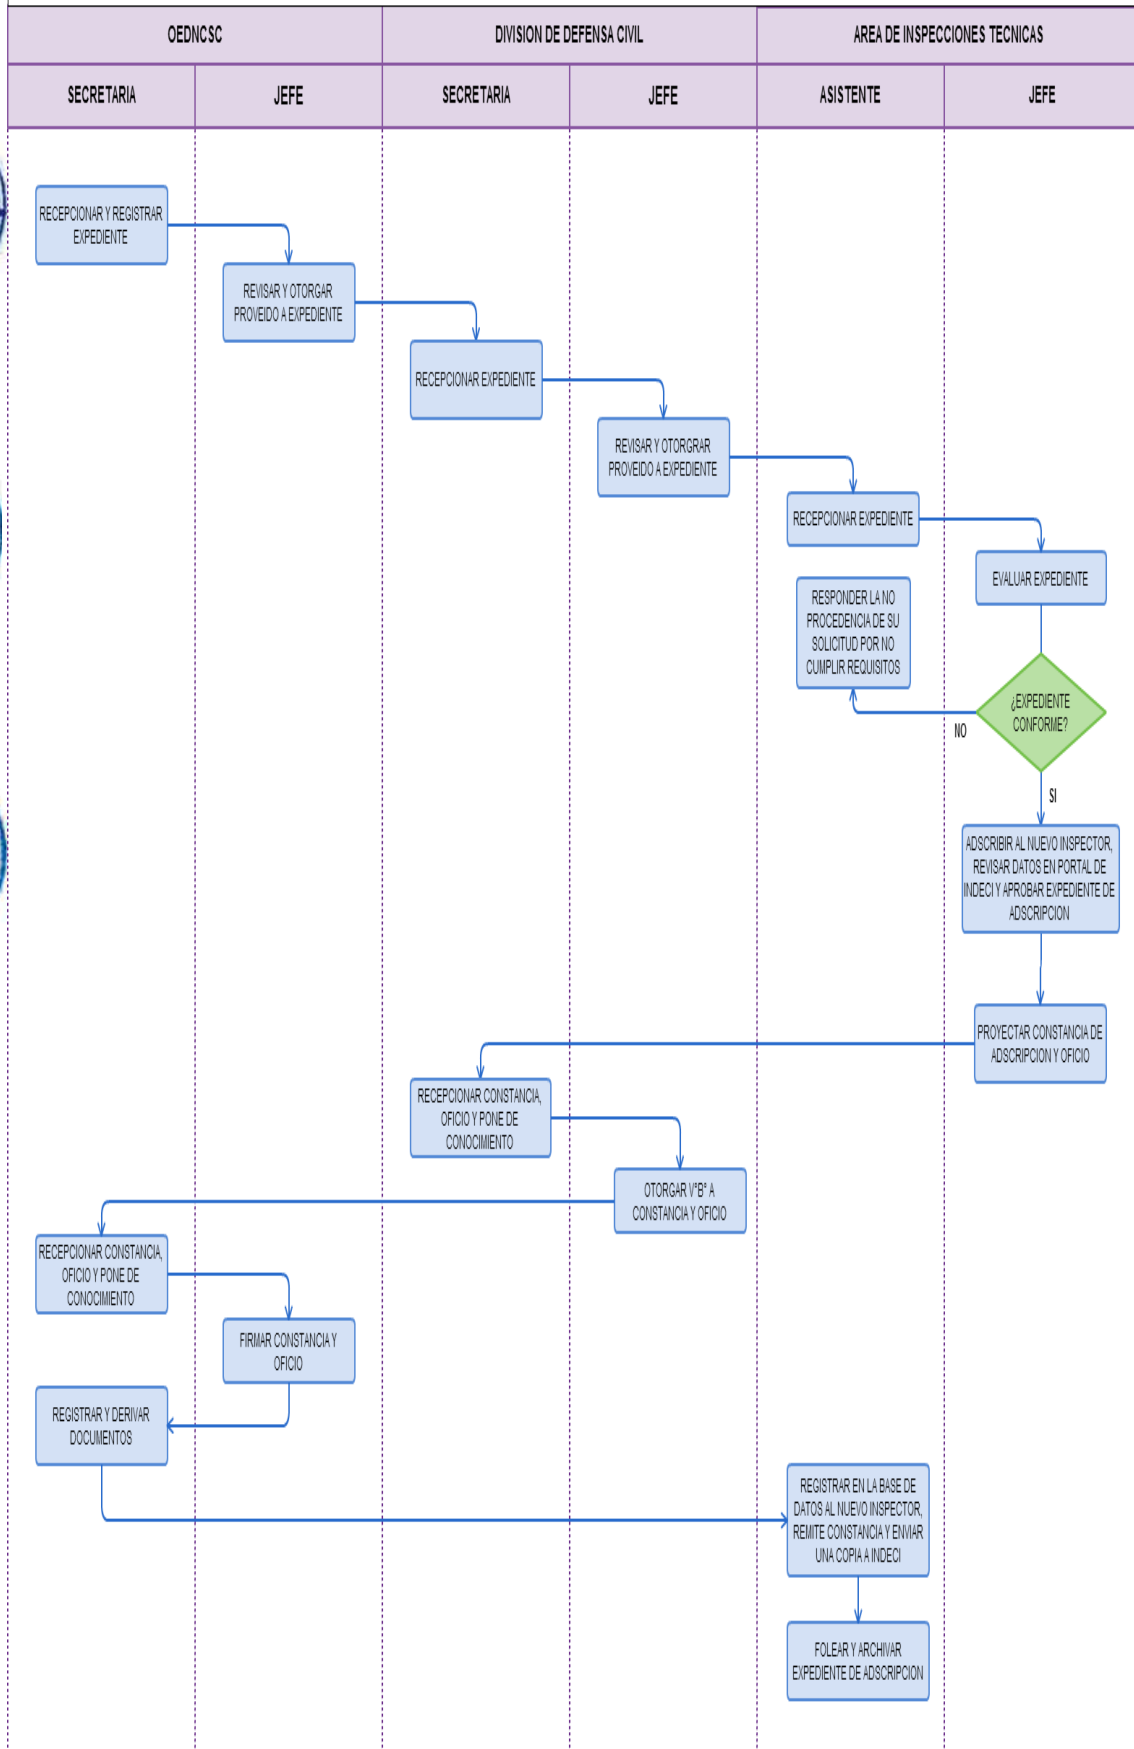 OEDNCSC
DIVISION DE DEFENSA CIVIL
AREA DE INSPECCIONES TECNICAS
SECRETARIA
JEFE
SECRETARIA
JEFE
ASISTENTE
JEFE
RECEPCIONAR Y REGISTRAR
EXPEDIENTE
REVISAR Y OTORGAR
PROVEIDO A EXPEDIENTE
RECEPCIONAR EXPEDIENTE
REVISAR Y OTORGRAR
PROVEIDO A EXPEDIENTE
RECEPCIONAR EXPEDIENTE
EVALUAR EXPEDIENTE
RESPONDER LA NO
PROCEDENCIA DE SU
SOLICITUD POR NO
CUMPLIR REQUISITOS
¿EXPEDIENTE
CONFORME?
NO
SI
ADSCRIBIR AL NUEVO INSPECTOR,
REVISAR DATOS EN PORTAL DE
INDECI Y APROBAR EXPEDIENTE DE
ADSCRIPCION
PROYECTAR CONSTANCIA DE
ADSCRIPCION Y OFICIO
RECEPCIONAR CONSTANCIA,
OFICIO Y PONE DE
CONOCIMIENTO
OTORGAR V°B° A
CONSTANCIA Y OFICIO
RECEPCIONAR CONSTANCIA,
OFICIO Y PONE DE
CONOCIMIENTO
FIRMAR CONSTANCIA Y
OFICIO
REGISTRAR Y DERIVAR
DOCUMENTOS
REGISTRAR EN LA BASE DE
DATOS AL NUEVO INSPECTOR,
REMITE CONSTANCIA Y ENVIAR
UNA COPIA A INDECI
FOLEAR Y ARCHIVAR
EXPEDIENTE DE ADSCRIPCION